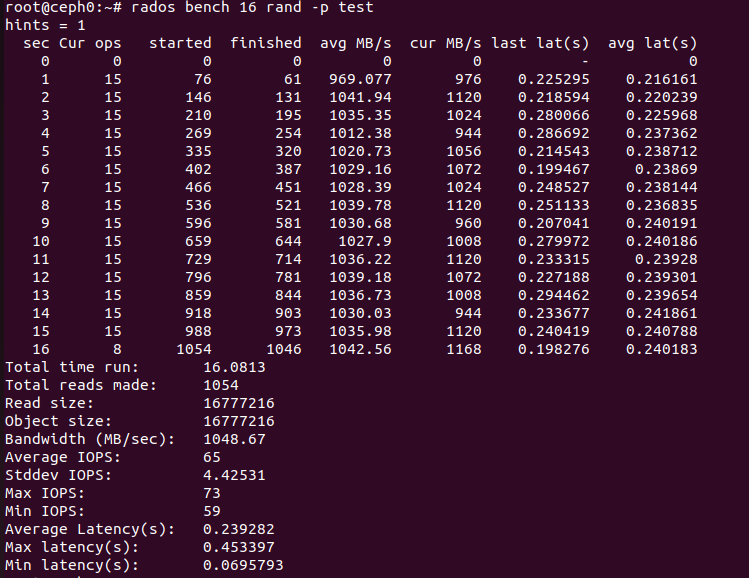 root@ceph0:~# rados bench 16 rand -p test
hints = 1
sec Cur ops started finished avg MB/s cur MB/s last lat(s) avg lat(s)
0 0 0 0 0 0 - 0
1 15 76 61 969.077 976 0.225295 0.216161
2 15 146 131 1041.94 1120 0.218594 0.220239
3 15 210 195 1035.35 1024 0.280066 0.225968
4 15 269 254 1012.38 944 0.286692 0.237362
5 15 335 320 1020.73 1056 0.214543 0.238712
6 15 402 387 1029.16 1072 0.199467 0.23869
7 15 466 451 1028.39 1024 0.248527 0.238144
8 15 536 521 1039.78 1120 0.251133 0.236835
9 15 596 581 1030.68 960 0.207041 0.240191
10 15 659 644 1027.9 1008 0.279972 0.240186
11 15 729 714 1036.22 1120 0.233315 0.23928
12 15 796 781 1039.18 1072 0.227188 0.239301
13 15 859 844 1036.73 1008 0.294462 0.239654
14 15 918 903 1030.03 944 0.233677 0.241861
15 15 988 973 1035.98 1120 0.240419 0.240788
16 8 1054 1046 1042.56 1168 0.198276 0.240183
Total time run: 16.0813
Total reads made: 1054
Read size: 16777216
Object size: 16777216
Bandwidth (MB/sec): 1048.67
Average IOPS: 65
Stddev IOPS: 4.42531
Max IOPS: 73
Min IOPS: 59
Average Latency(s): 0.239282
Max latency(s): 0.453397
Min latency(s): 0.0695793